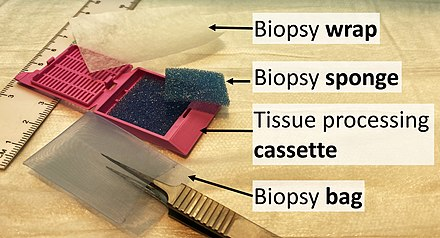 Biopsy wrap
Biopsy sponge
Tissue processing
cassette
Biopsy bag